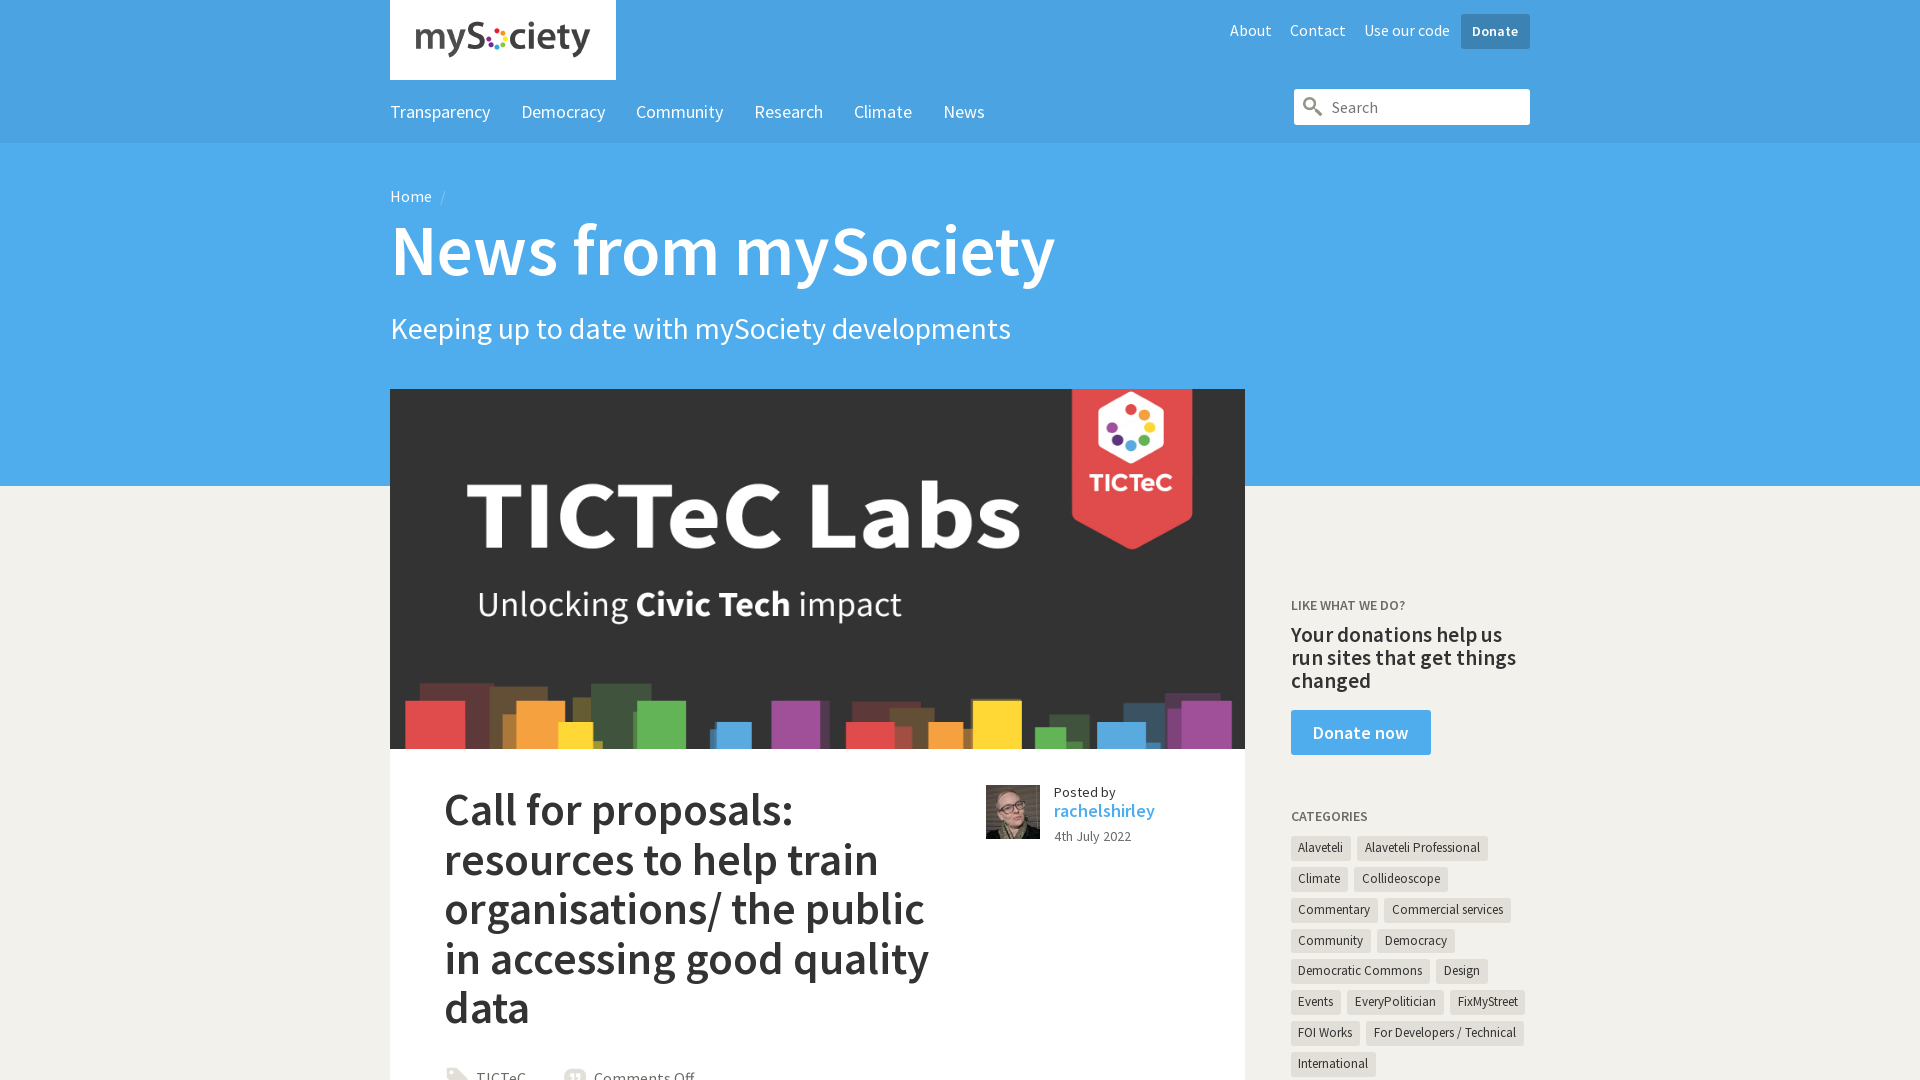 mySociety
About Contact Use our code Donate
Transparency Democracy Community Research Climate News
Search
Home /
News from mySociety
Keeping up to date with mySociety developments
TICTeC
TICTeC Labs
Unlocking Civic Tech impact
Call for proposals:
resources to help train
organisations/ the public
in accessing good quality
data
Posted by
rachelshirley
4th July 2022
TICTeC Comments Off
LIKE WHAT WE DO?
Your donations help us
run sites that get things
changed
Donate now
CATEGORIES
Alaveteli Alaveteli Professional
Climate Collideoscope
Commentary Commercial services
Community Democracy
Democratic Commons Design
Events EveryPolitician FixMyStreet
FOI Works For Developers / Technical
International